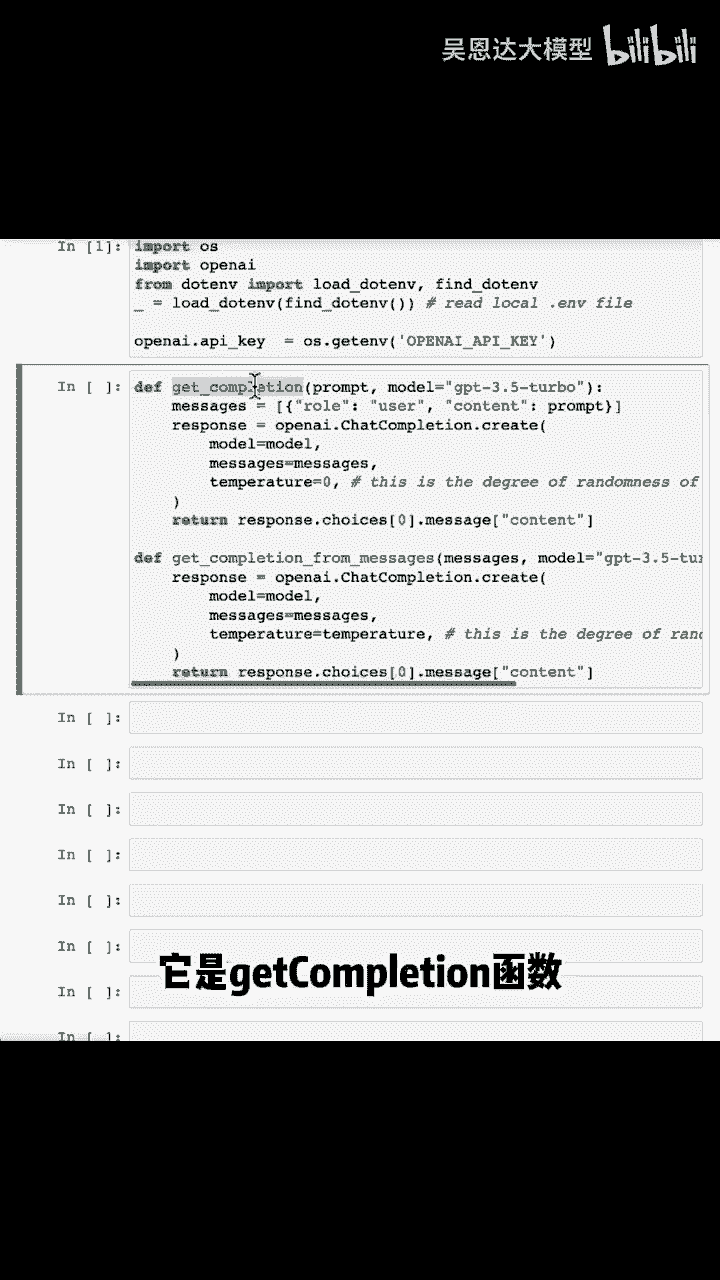 吴恩达大模型 bilibili
In [1]: import os
import openai
from dotenv import load_dotenv, find_dotenv
_ = load_dotenv(find_dotenv()) # read local .env file
openai.api_key  = os.getenv('OPENAI_API_KEY')
In [ ]: def get_completion(prompt, model="gpt-3.5-turbo"):
    messages = [{"role": "user", "content": prompt}]
    response = openai.ChatCompletion.create(
        model=model,
        messages=messages,
        temperature=0, # this is the degree of randomness of
    )
    return response.choices[0].message["content"]
def get_completion_from_messages(messages, model="gpt-3.5-tu
    response = openai.ChatCompletion.create(
        model=model,
        messages=messages,
        temperature=temperature, # this is the degree of ran
    )
    return response.choices[0].message["content"]
In [ ]:
In [ ]:
In [ ]:
In [ ]:
In [ ]:
In [ ]:
它是getCompletion函数
In [ ]:
In [ ]: